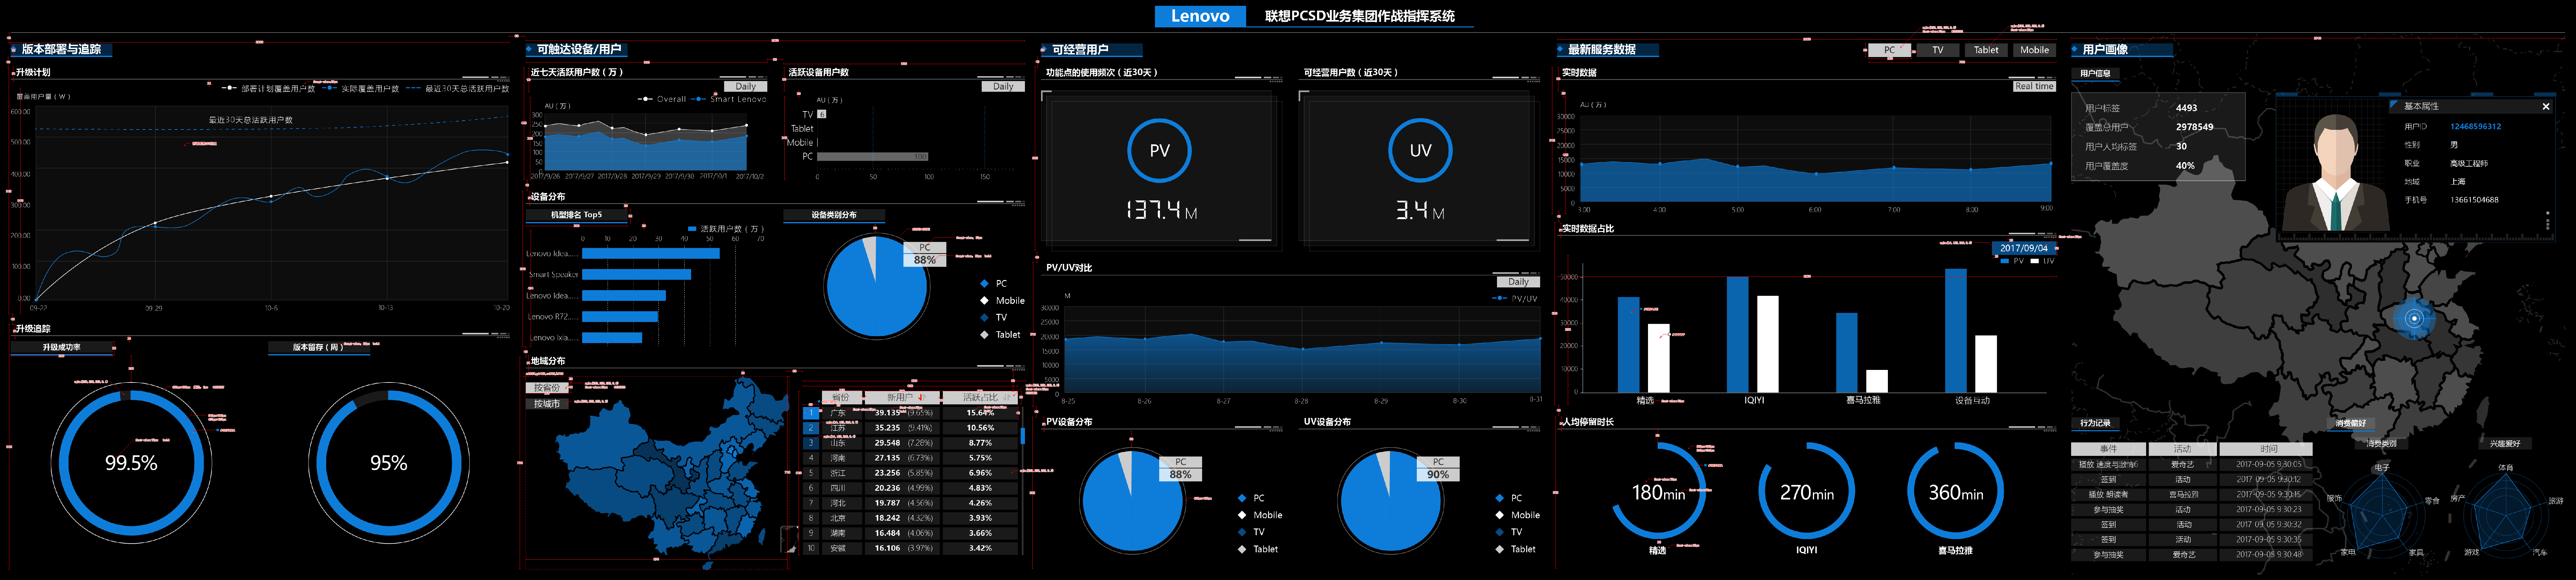 Lenovo 联想PCSD业务集团作战指挥系统
版本部署与追踪
升级计划
覆盖用户量（W）
部署计划覆盖用户数 实际覆盖用户数 最近30天总活跃用户数
最近30天总活跃用户数
600.00
500.00
400.00
300.00
200.00
100.00
0.00
09-22 09-29 10-6 10-13 10-20
升级追踪
升级成功率 版本留存（周）
99.5% 95%
可触达设备/用户
近七天活跃用户数（万）
Daily
AU（万）
Overall Smart Lenovo
300
250
200
150
100
50
0
2017/9/26 2017/9/27 2017/9/28 2017/9/29 2017/9/30 2017/10/1 2017/10/2
活跃设备用户数
Daily
AU（万）
TV 6
Tablet
Mobile
PC 100
0 50 100 150
设备分布
机型排名 Top5
活跃用户数（万）
0 10 20 30 40 50 60 70
Lenovo Idea.....
Smart Speaker
Lenovo Idea.....
Lenovo R72.....
Lenovo Ixia.....
设备类别分布
PC
88%
PC
Mobile
TV
Tablet
地域分布
按省份
按城市
省份 新用户 活跃占比
1 广东 39.135 (9.65%) 15.64%
2 江苏 35.235 (9.41%) 10.56%
3 山东 29.548 (7.28%) 8.77%
4 河南 27.135 (6.73%) 5.75%
5 浙江 23.256 (5.85%) 6.96%
6 四川 20.236 (4.99%) 4.83%
7 河北 19.787 (4.56%) 4.26%
8 北京 18.242 (4.32%) 3.93%
9 湖南 16.484 (4.06%) 3.66%
10 安徽 16.106 (3.97%) 3.42%
可经营用户
功能点的使用频次（近30天）
PV
137.4 M
可经营用户数（近30天）
UV
3.4 M
PV/UV对比
Daily
M
PV/UV
30000
25000
20000
15000
10000
5000
0
8-25 8-26 8-27 8-28 8-29 8-30 8-31
PV设备分布
PC
88%
PC
Mobile
TV
Tablet
UV设备分布
PC
90%
PC
Mobile
TV
Tablet
最新服务数据
PC TV Tablet Mobile
实时数据
Real time
AU（万）
30000
25000
20000
15000
10000
5000
0
3:00 4:00 5:00 6:00 7:00 8:00 9:00
实时数据占比
2017/09/04
PV UV
50000
40000
30000
20000
10000
0
精选 IQIYI 喜马拉雅 设备互动
人均停留时长
180min 270min 360min
精选 IQIYI 喜马拉雅
用户画像
用户信息
用户标签 4493
覆盖总用户 2978549
用户人均标签 30
用户覆盖度 40%
基本属性
用户ID 12468596312
性别 男
职业 高级工程师
地域 上海
手机号 13661504688
行为记录
事件 活动 时间
播放 速度与激情6 爱奇艺 2017-09-05 9:30:05
签到 活动 2017-09-05 9:30:12
播放 朗读者 喜马拉雅 2017-09-05 9:30:15
参与抽奖 活动 2017-09-05 9:30:23
签到 活动 2017-09-05 9:30:32
签到 活动 2017-09-05 9:30:35
参与抽奖 爱奇艺 2017-09-05 9:30:48
消费偏好
消费类别
电子
零食
家具
家电
服饰
兴趣爱好
体育
旅游
汽车
游戏
房产